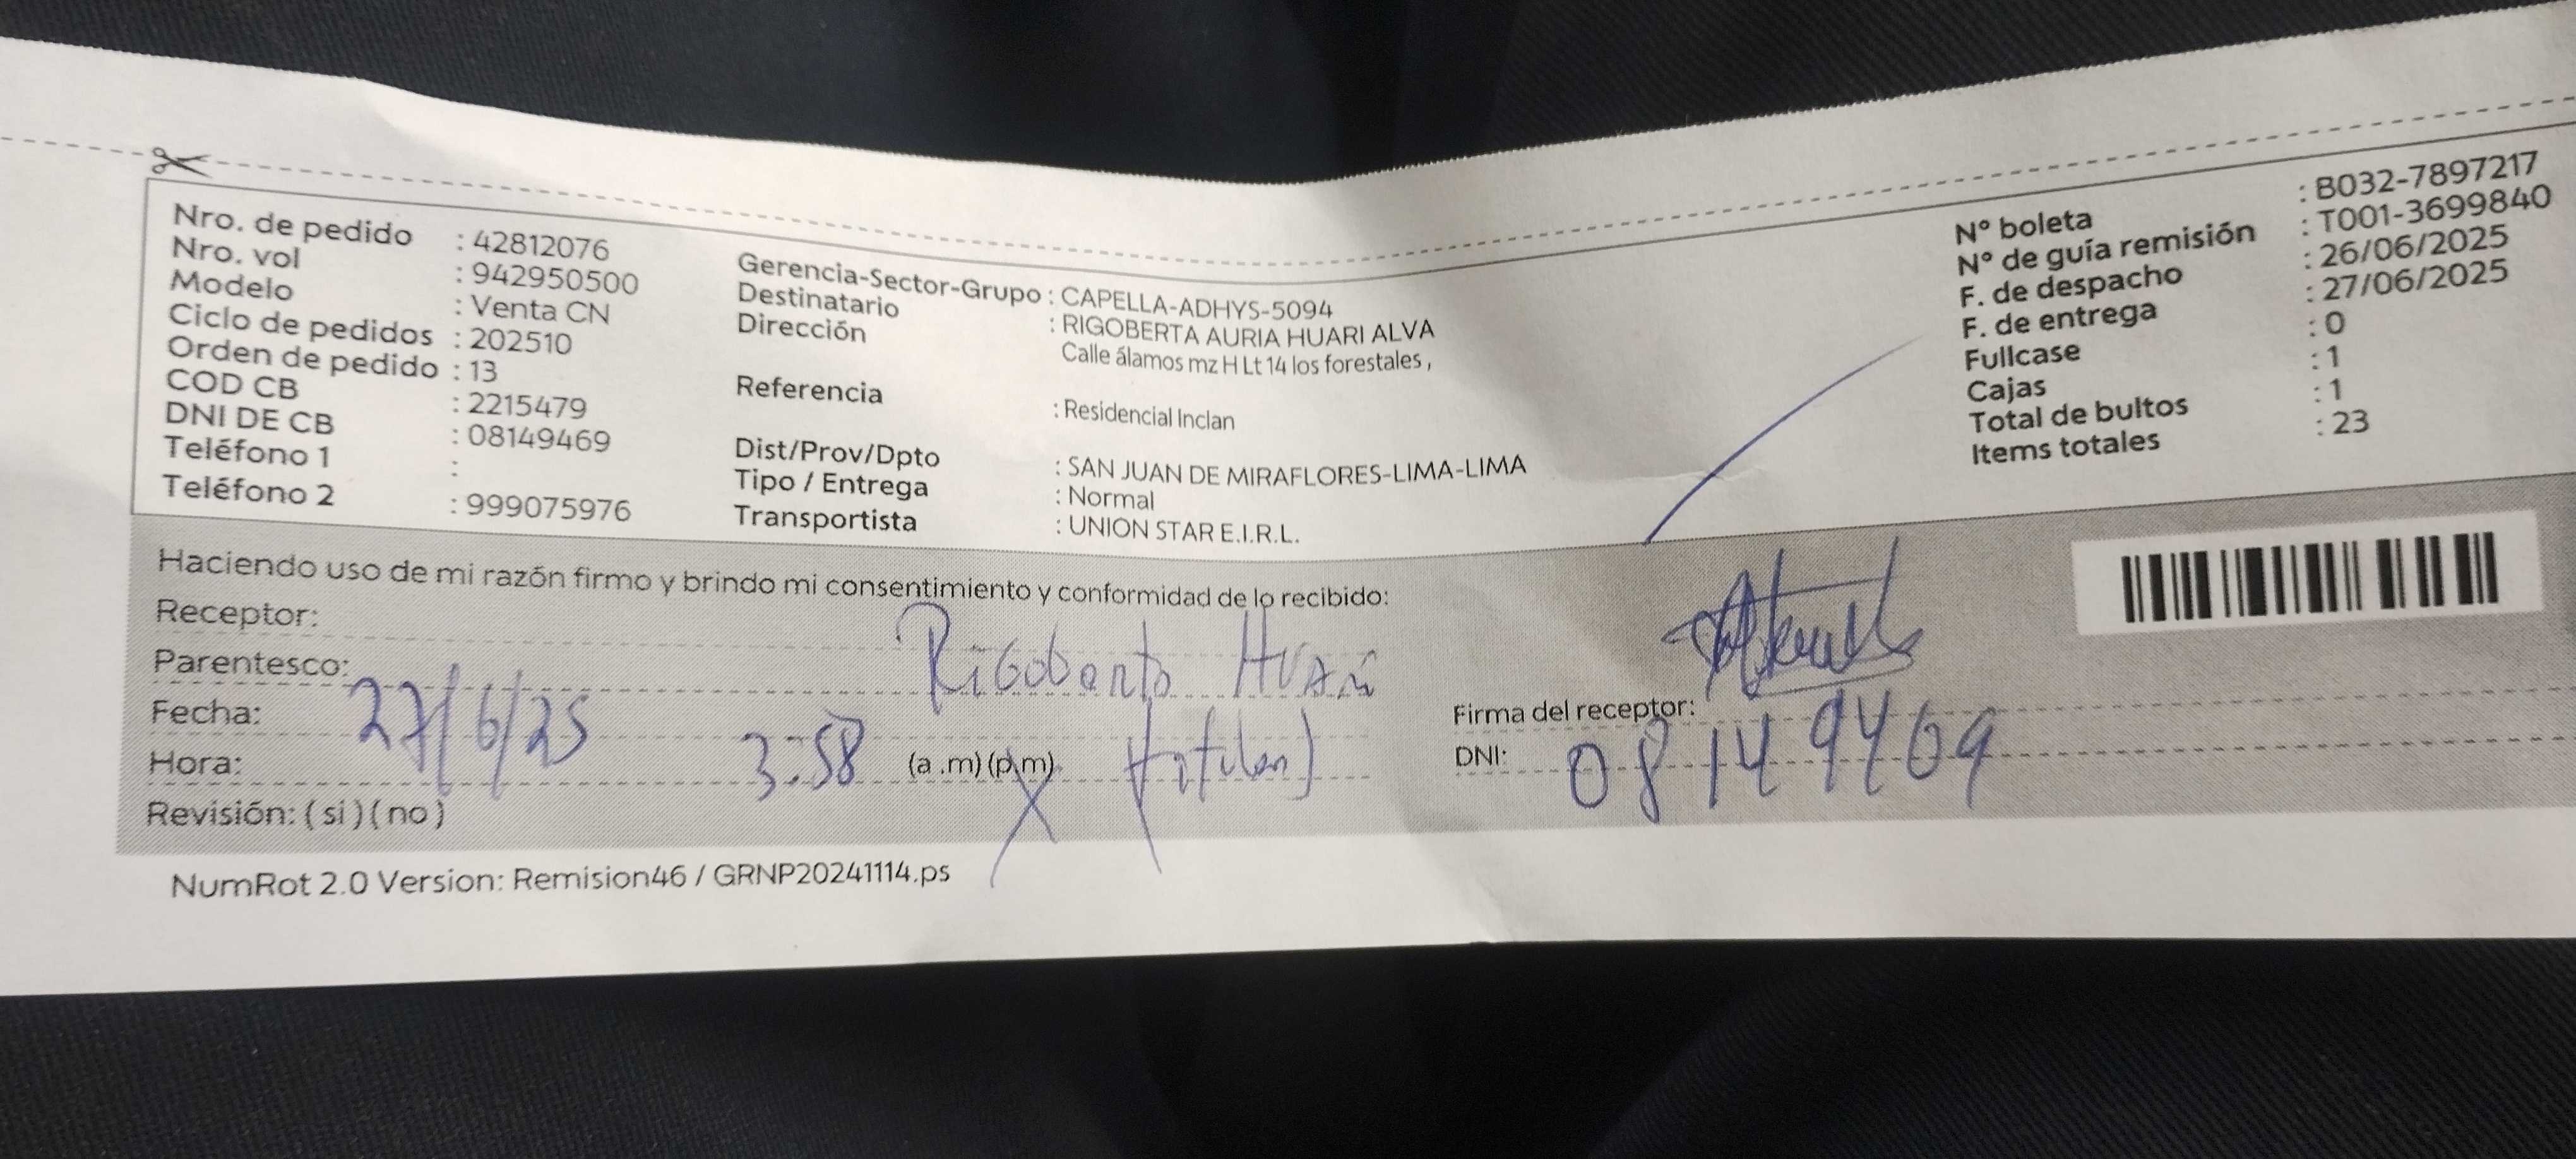 Nro. de pedido : 42812076
Nro. vol : 942950500
Modelo : Venta CN
Ciclo de pedidos : 202510
Orden de pedido : 13
COD CB : 2215479
DNI DE CB : 08149469
Teléfono 1 :
Teléfono 2 : 999075976
Gerencia-Sector-Grupo : CAPELLA-ADHYS-5094
Destinatario : RIGOBERTA AURIA HUARI ALVA
Dirección Calle álamos mz H Lt 14 los forestales ,
Referencia : Residencial Inclan
Dist/Prov/Dpto : SAN JUAN DE MIRAFLORES-LIMA-LIMA
Tipo / Entrega : Normal
Transportista : UNION STAR E.I.R.L.
N° boleta : B032-7897217
N° de guía remisión : T001-3699840
F. de despacho : 26/06/2025
F. de entrega : 27/06/2025
Fullcase : 0
Cajas : 1
Total de bultos : 1
Items totales : 23
Haciendo uso de mi razón firmo y brindo mi consentimiento y conformidad de lo recibido:
Receptor: Rigoberta Huari
Parentesco: (titular)
Fecha: 27/6/25
Hora: 3:58 (a .m) (p.m)
Revisión: ( si ) ( no )
Firma del receptor:
DNI: 08149469
NumRot 2.0 Version: Remision46 / GRNP20241114.ps